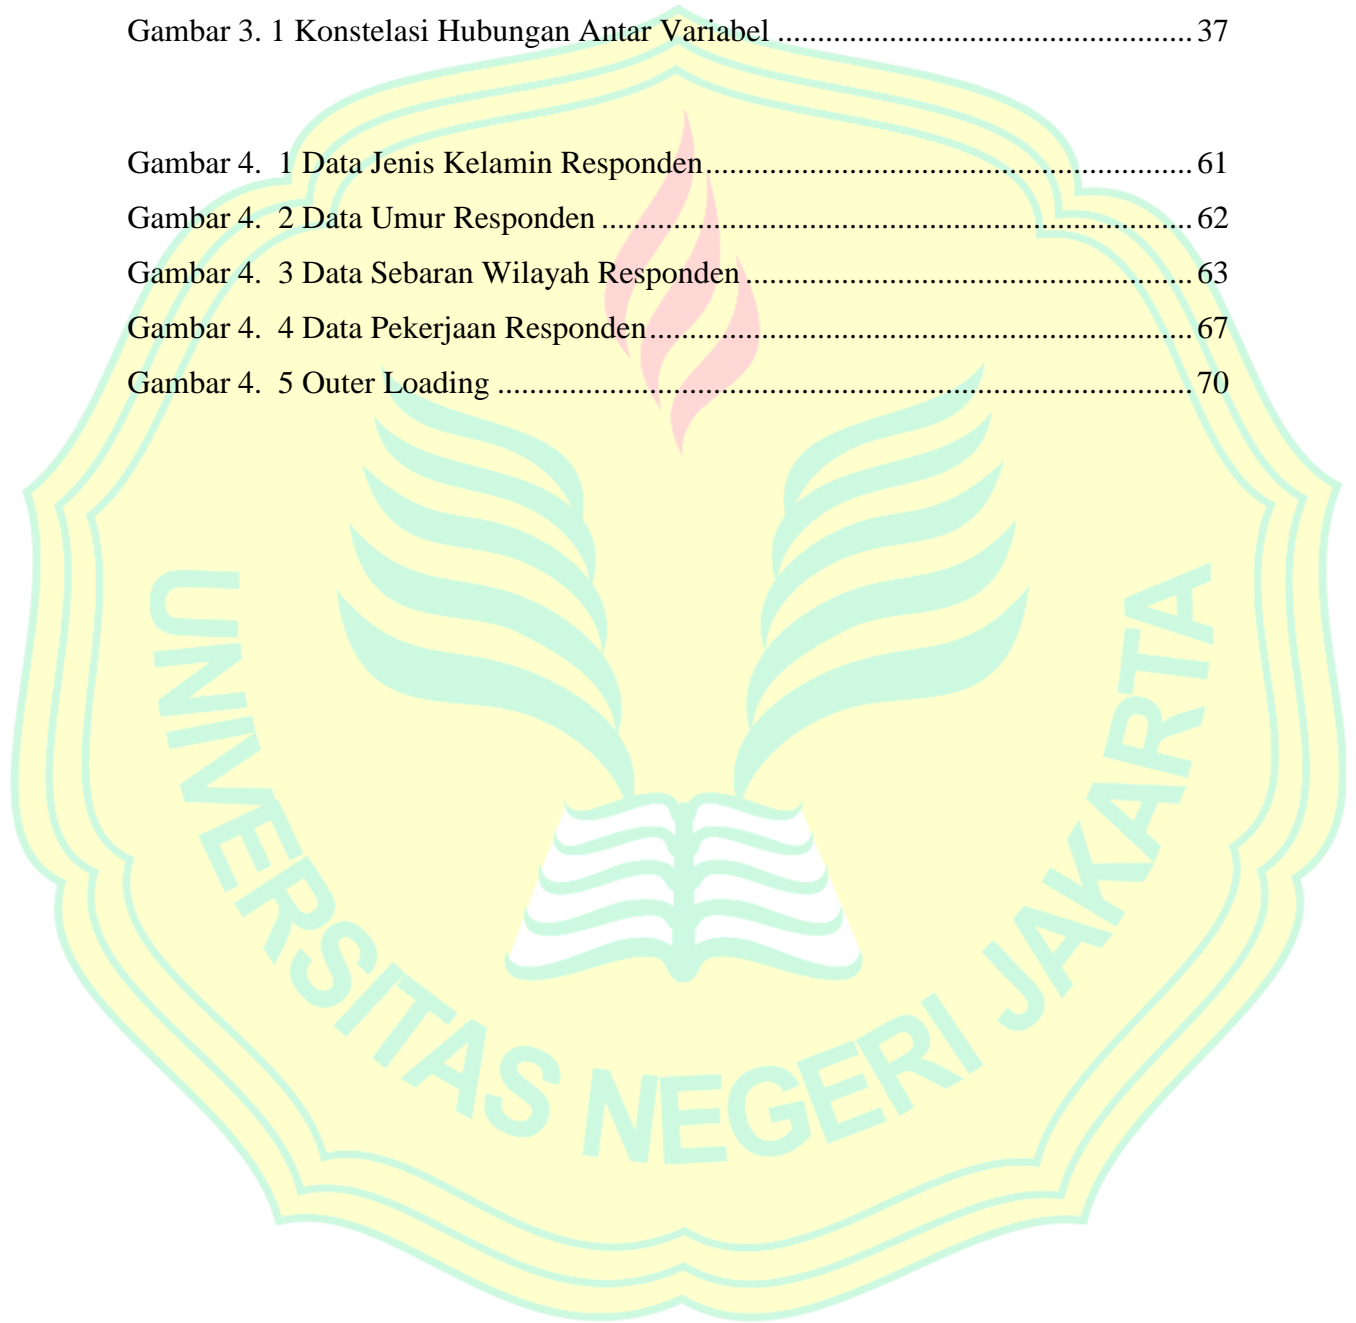 Gambar 3. 1 Konstelasi Hubungan Antar Variabel .................................................... 37
Gambar 4.  1 Data Jenis Kelamin Responden............................................................. 61
Gambar 4.  2 Data Umur Responden .......................................................................... 62
Gambar 4.  3 Data Sebaran Wilayah Responden ........................................................ 63
Gambar 4.  4 Data Pekerjaan Responden.................................................................... 67
Gambar 4.  5 Outer Loading ....................................................................................... 70
UNIVERSITAS NEGERI JAKARTA